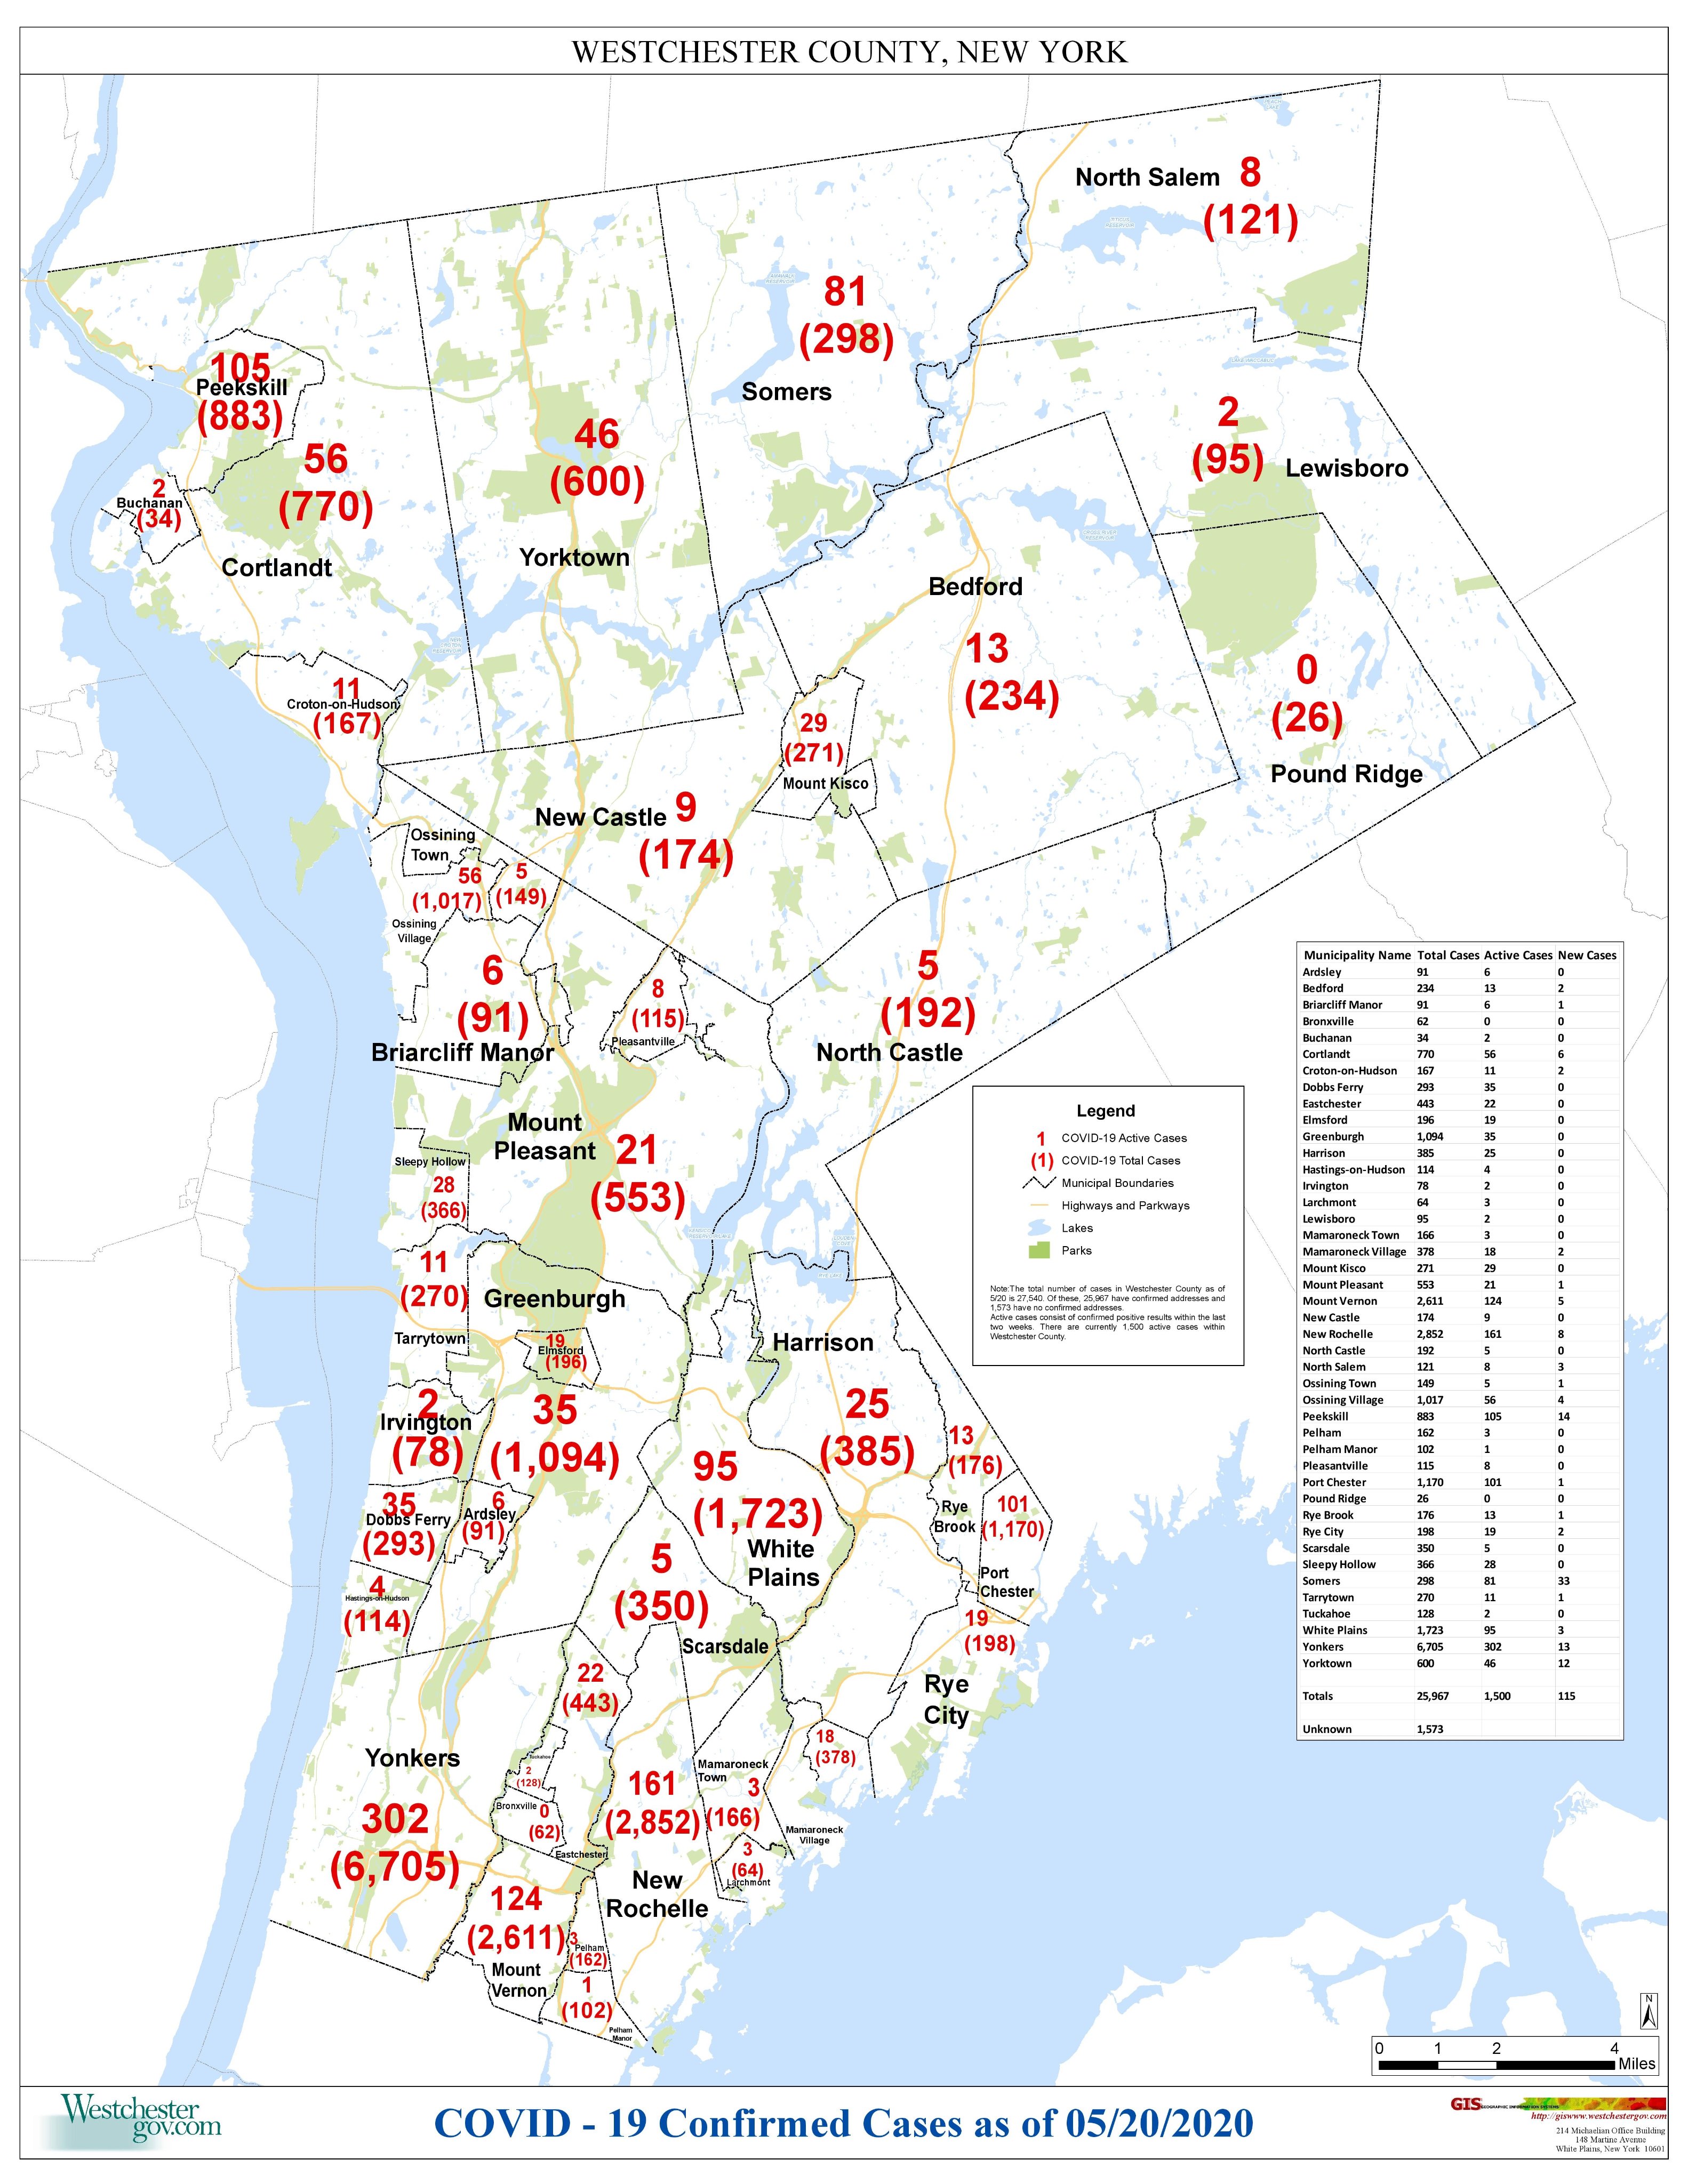 WESTCHESTER COUNTY, NEW YORK
North Salem 8
(121)
81
(298)
Somers
105
Peekskill
(883)
56
(770)
Cortlandt
2
Buchanan
(34)
46
(600)
Yorktown
2
(95) Lewisboro
Bedford
13
(234)
0
(26)
Pound Ridge
11
Croton-on-Hudson
(167)
29
(271)
Mount Kisco
New Castle 9
(174)
Ossining
Town
56
(1,017)
5
(149)
Ossining
Village
6
(91)
Briarcliff Manor
8
(115)
Pleasantville
5
(192)
North Castle
Mount
Pleasant 21
(553)
Sleepy Hollow
28
(366)
11
(270)
Tarrytown
Greenburgh
19
Elmsford
(196)
35
(1,094)
2
Irvington
(78)
Harrison
25
(385)
95
(1,723)
White
Plains
13
(176)
Rye
Brook
101
(1,170)
Port
Chester
35
Dobbs Ferry
(293)
6
Ardsley
(91)
4
Hastings-on-Hudson
(114)
5
(350)
Scarsdale
19
(198)
Rye
City
22
(443)
18
(378)
Yonkers
302
(6,705)
Tuckahoe
2
(128)
Bronxville 0
(62)
Eastchester
161
(2,852)
New
Rochelle
Mamaroneck
Town
3
(166)
Mamaroneck
Village
3
(64)
Larchmont
124
(2,611)
Mount
Vernon
3
Pelham
(162)
1
(102)
Pelham
Manor
Legend
1 COVID-19 Active Cases
(1) COVID-19 Total Cases
Municipal Boundaries
Highways and Parkways
Lakes
Parks
Note:The total number of cases in Westchester County as of
5/20 is 27,540. Of these, 25,967 have confirmed addresses and
1,573 have no confirmed addresses.
Active cases consist of confirmed positive results within the last
two weeks. There are currently 1,500 active cases within
Westchester County.
Municipality Name Total Cases Active Cases New Cases
Ardsley 91 6 0
Bedford 234 13 2
Briarcliff Manor 91 6 1
Bronxville 62 0 0
Buchanan 34 2 0
Cortlandt 770 56 6
Croton-on-Hudson 167 11 2
Dobbs Ferry 293 35 0
Eastchester 443 22 0
Elmsford 196 19 0
Greenburgh 1,094 35 0
Harrison 385 25 0
Hastings-on-Hudson 114 4 0
Irvington 78 2 0
Larchmont 64 3 0
Lewisboro 95 2 0
Mamaroneck Town 166 3 0
Mamaroneck Village 378 18 2
Mount Kisco 271 29 0
Mount Pleasant 553 21 1
Mount Vernon 2,611 124 5
New Castle 174 9 0
New Rochelle 2,852 161 8
North Castle 192 5 0
North Salem 121 8 3
Ossining Town 149 5 1
Ossining Village 1,017 56 4
Peekskill 883 105 14
Pelham 162 3 0
Pelham Manor 102 1 0
Pleasantville 115 8 0
Port Chester 1,170 101 1
Pound Ridge 26 0 0
Rye Brook 176 13 1
Rye City 198 19 2
Scarsdale 350 5 0
Sleepy Hollow 366 28 0
Somers 298 81 33
Tarrytown 270 11 1
Tuckahoe 128 2 0
White Plains 1,723 95 3
Yonkers 6,705 302 13
Yorktown 600 46 12
Totals 25,967 1,500 115
Unknown 1,573
N
0 1 2 4
Miles
Westchester
gov.com
COVID - 19 Confirmed Cases as of 05/20/2020
GIS GEOGRAPHIC INFORMATION SYSTEMS
http://giswww.westchestergov.com
214 Michaelian Office Building
148 Martine Avenue
White Plains, New York 10601